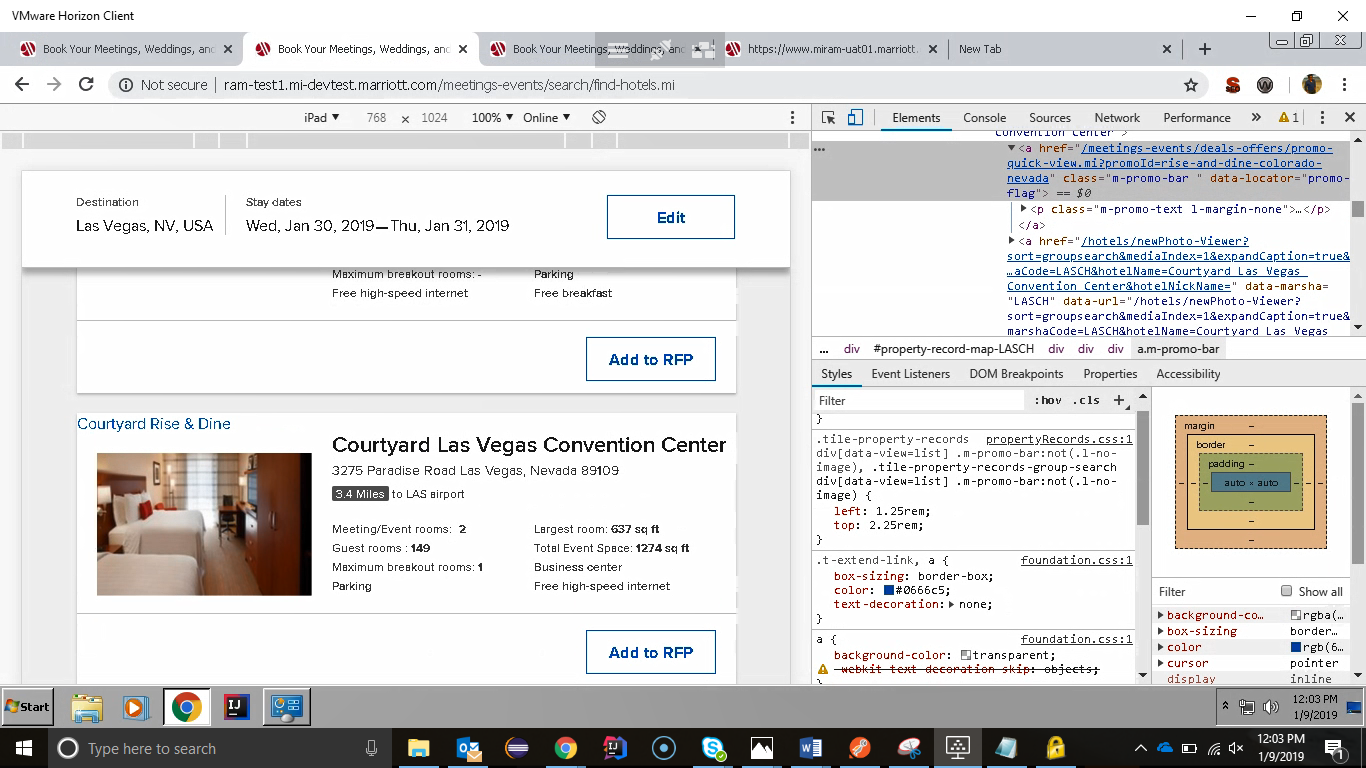 VMware Horizon Client
Book Your Meetings, Weddings, and
Book Your Meetings, Weddings, and
Book Your Meetings, Weddings, and
https://www.miram-uat01.marriott.
New Tab
Not secure
ram-test1.mi-devtest.marriott.com/meetings-events/search/find-hotels.mi
iPad ▼ 768 × 1024 100% ▼ Online ▼
Elements Console Sources Network Performance » 1
Destination
Las Vegas, NV, USA
Stay dates
Wed, Jan 30, 2019—Thu, Jan 31, 2019
Edit
Maximum breakout rooms: -
Parking
Free high-speed internet
Free breakfast
Add to RFP
Courtyard Rise & Dine
Courtyard Las Vegas Convention Center
3275 Paradise Road Las Vegas, Nevada 89109
3.4 Miles to LAS airport
Meeting/Event rooms: 2
Largest room: 637 sq ft
Guest rooms : 149
Total Event Space: 1274 sq ft
Maximum breakout rooms: 1
Business center
Parking
Free high-speed internet
Add to RFP
Convention Center">
▼<a href="/meetings-events/deals-offers/promo-
quick-view.mi?promoId=rise-and-dine-colorado-
nevada" class="m-promo-bar " data-locator="promo-
flag"> == $0
▶<p class="m-promo-text l-margin-none">…</p>
</a>
▶<a href="/hotels/newPhoto-Viewer?
sort=groupsearch&mediaIndex=1&expandCaption=true&
…aCode=LASCH&hotelName=Courtyard Las Vegas
Convention Center&hotelNickName=" data-marsha=
"LASCH" data-url="/hotels/newPhoto-Viewer?
sort=groupsearch&mediaIndex=1&expandCaption=true&
marshaCode=LASCH&hotelName=Courtyard Las Vegas
... div #property-record-map-LASCH div div div a.m-promo-bar
Styles Event Listeners DOM Breakpoints Properties Accessibility
Filter :hov .cls +
}
.tile-property-records propertyRecords.css:1
div[data-view=list] .m-promo-bar:not(.l-no-
image), .tile-property-records-group-search
div[data-view=list] .m-promo-bar:not(.l-no-
image) {
left: 1.25rem;
top: 2.25rem;
}
.t-extend-link, a { foundation.css:1
box-sizing: border-box;
color: #0666c5;
text-decoration: ▶ none;
}
a { foundation.css:1
background-color: transparent;
-webkit-text-decoration-skip: objects;
}
margin –
border –
padding –
auto × auto
–
–
–
Filter Show all
▶ background-co… rgba(…
▶ box-sizing border…
▶ color rgb(6…
▶ cursor pointer
display inline
Start
12:03 PM
1/9/2019
Type here to search
12:03 PM
1/9/2019
1